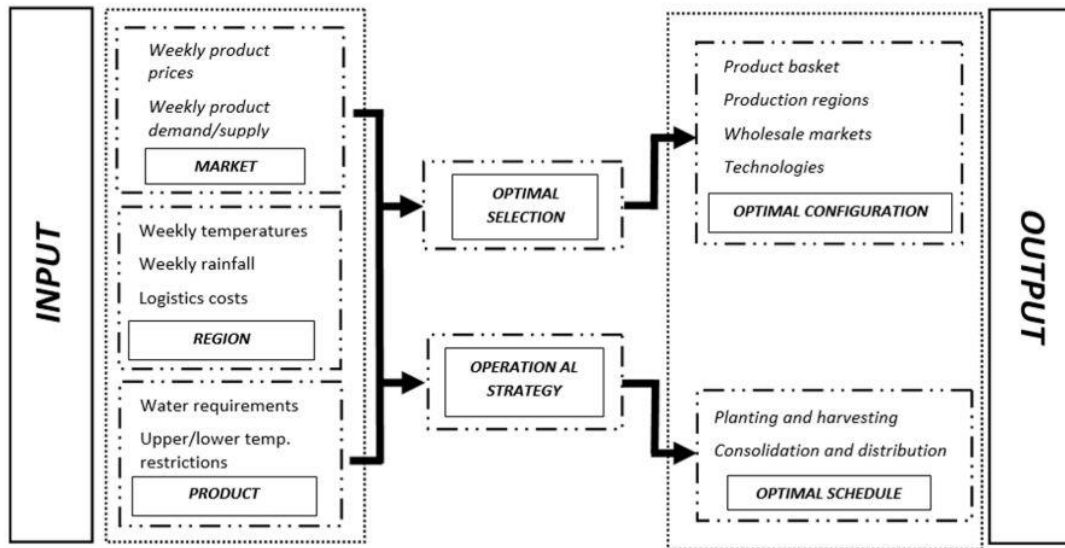 INPUT
Weekly product
prices
Weekly product
demand/supply
MARKET
Weekly temperatures
Weekly rainfall
Logistics costs
REGION
Water requirements
Upper/lower temp.
restrictions
PRODUCT
OPTIMAL
SELECTION
OPERATION AL
STRATEGY
Product basket
Production regions
Wholesale markets
Technologies
OPTIMAL CONFIGURATION
Planting and harvesting
Consolidation and distribution
OPTIMAL SCHEDULE
OUTPUT